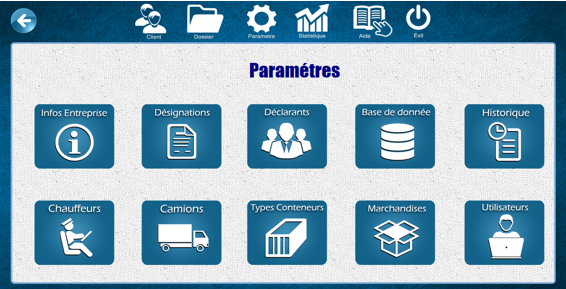 Client Dossier Parametre Statistique Aide Exit
Paramétres
Infos Entreprise Désignations Déclarants Base de donnée Historique
Chauffeurs Camions Types Conteneurs Marchandises Utilisateurs